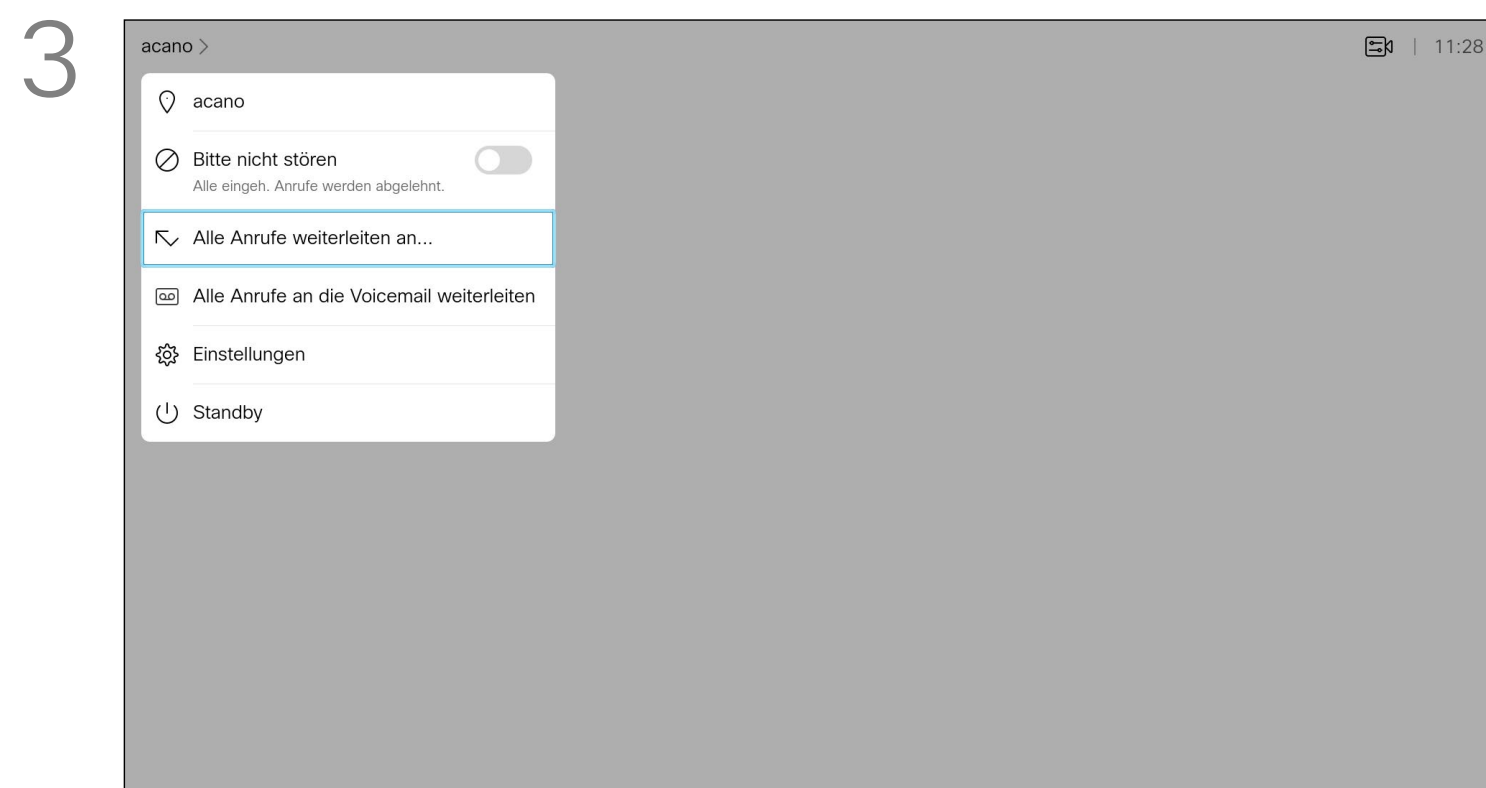 3
acano >
11:28
acano
Bitte nicht stören
Alle eingeh. Anrufe werden abgelehnt.
Alle Anrufe weiterleiten an...
Alle Anrufe an die Voicemail weiterleiten
Einstellungen
Standby